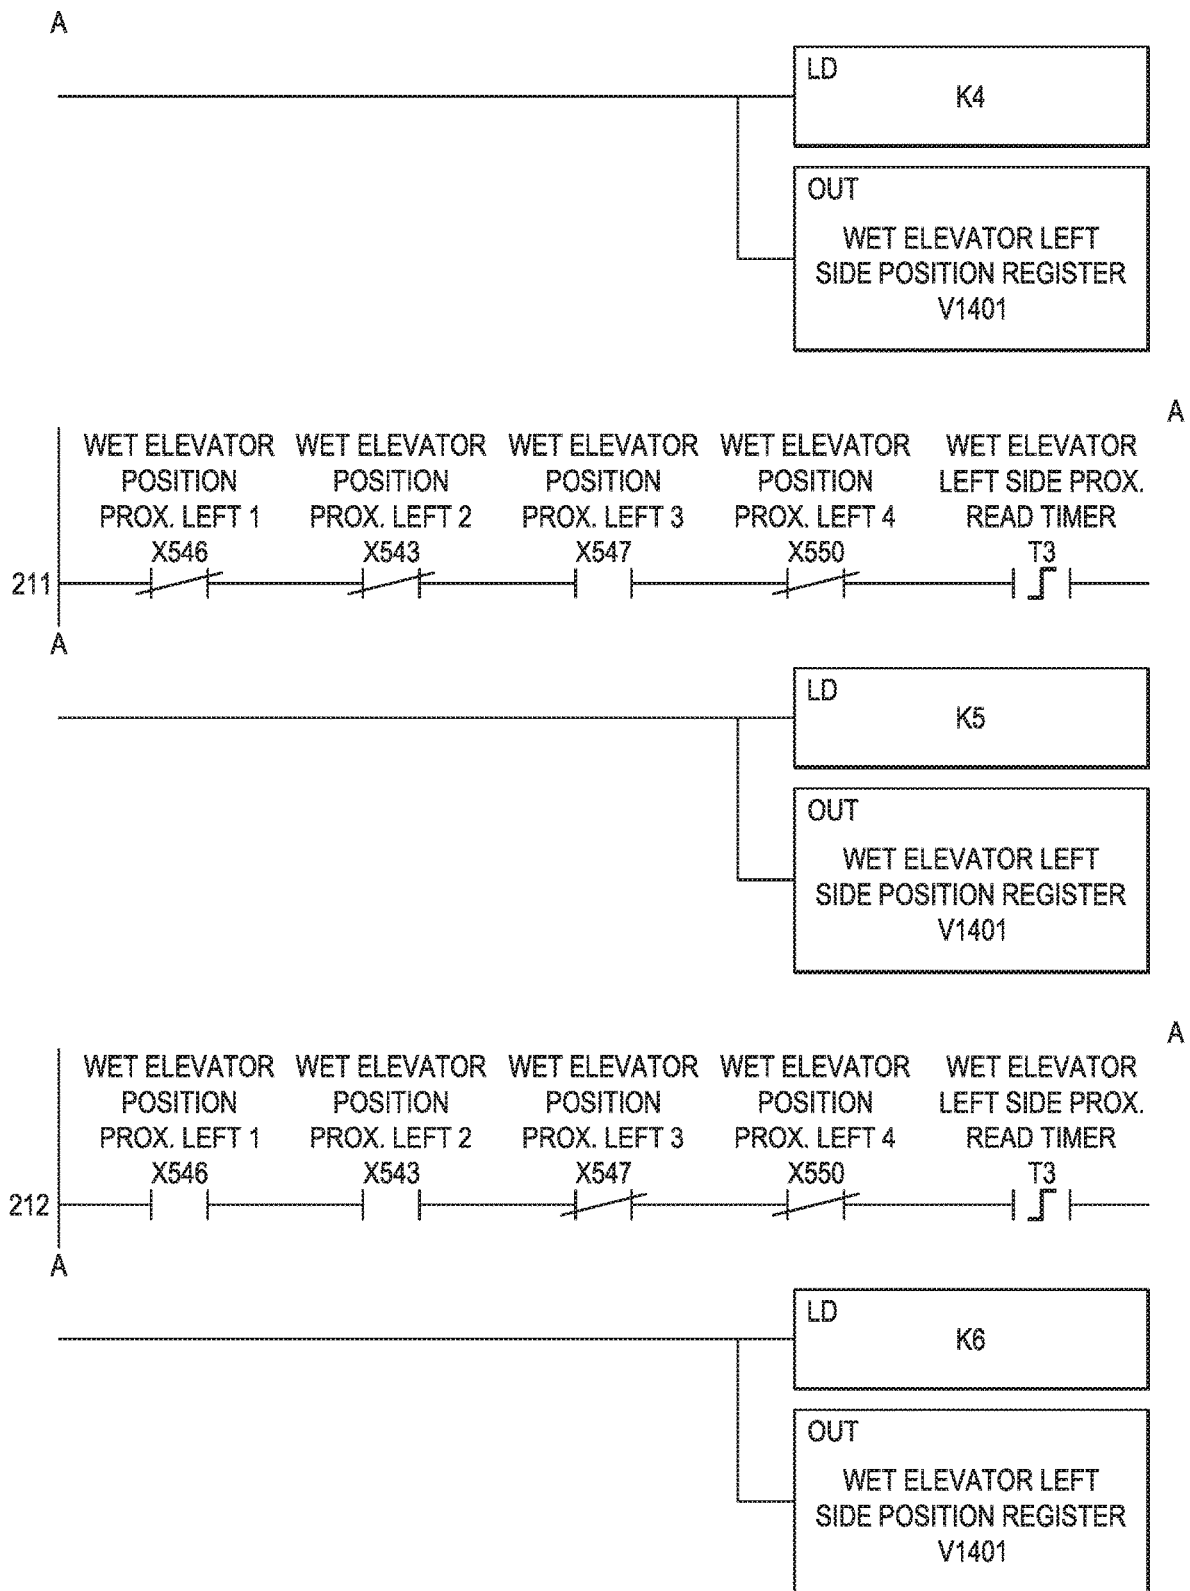 A
LD
K4
OUT
WET ELEVATOR LEFT
SIDE POSITION REGISTER
V1401
A
WET ELEVATOR WET ELEVATOR WET ELEVATOR WET ELEVATOR WET ELEVATOR
POSITION POSITION POSITION POSITION LEFT SIDE PROX.
PROX. LEFT 1 PROX. LEFT 2 PROX. LEFT 3 PROX. LEFT 4 READ TIMER
X546 X543 X547 X550 T3
211
A
LD
K5
OUT
WET ELEVATOR LEFT
SIDE POSITION REGISTER
V1401
A
WET ELEVATOR WET ELEVATOR WET ELEVATOR WET ELEVATOR WET ELEVATOR
POSITION POSITION POSITION POSITION LEFT SIDE PROX.
PROX. LEFT 1 PROX. LEFT 2 PROX. LEFT 3 PROX. LEFT 4 READ TIMER
X546 X543 X547 X550 T3
212
A
LD
K6
OUT
WET ELEVATOR LEFT
SIDE POSITION REGISTER
V1401